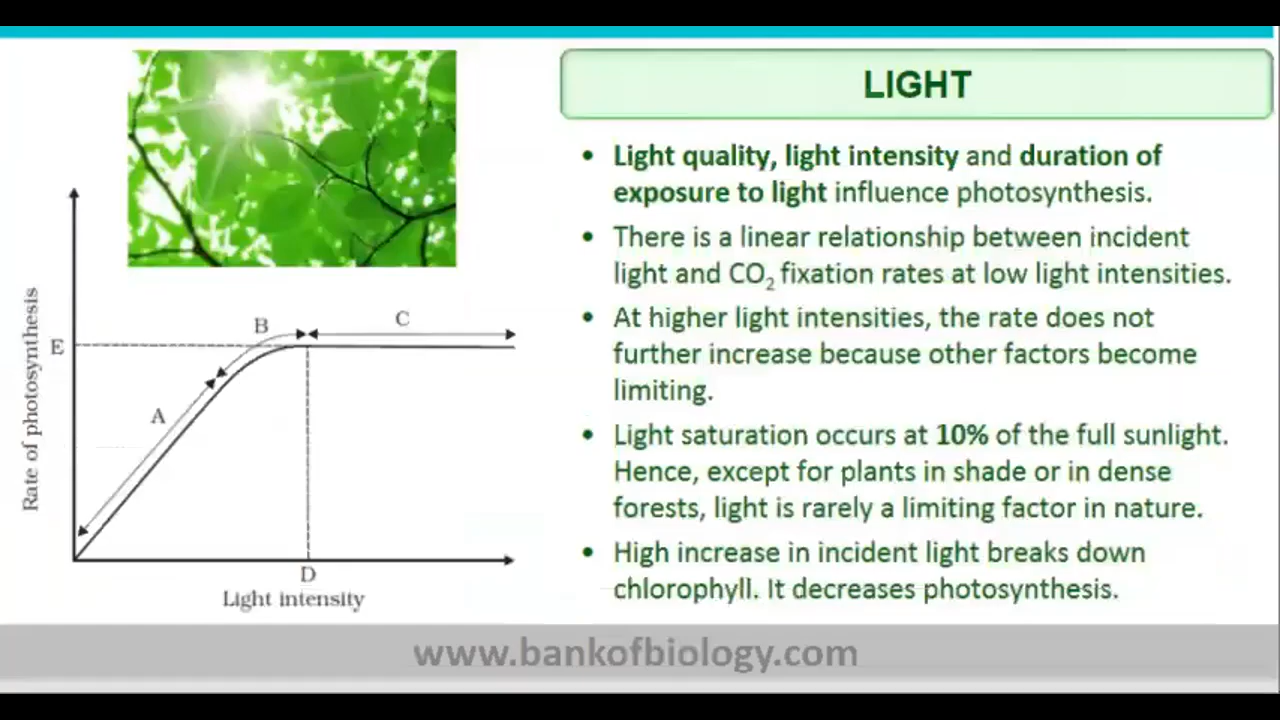 LIGHT
• Light quality, light intensity and duration of
exposure to light influence photosynthesis.
• There is a linear relationship between incident
light and CO₂ fixation rates at low light intensities.
• At higher light intensities, the rate does not
further increase because other factors become
limiting.
• Light saturation occurs at 10% of the full sunlight.
Hence, except for plants in shade or in dense
forests, light is rarely a limiting factor in nature.
• High increase in incident light breaks down
chlorophyll. It decreases photosynthesis.
Rate of photosynthesis
E
A
B
C
D
Light intensity
www.bankofbiology.com